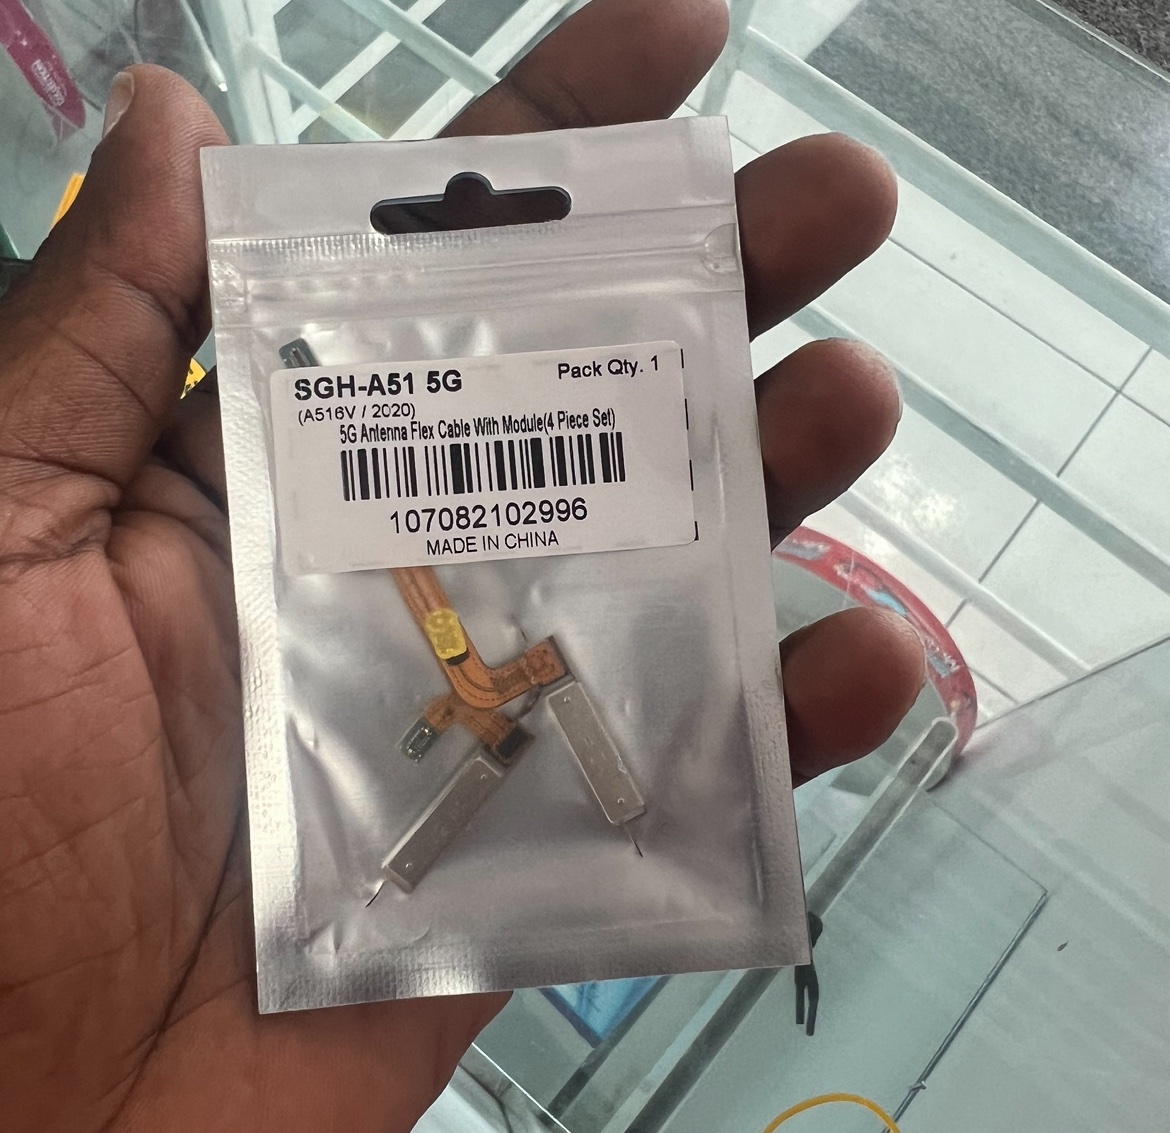 SGH-A51 5G
Pack Qty. 1
(A516V / 2020)
5G Antenna Flex Cable With Module(4 Piece Set)
107082102996
MADE IN CHINA